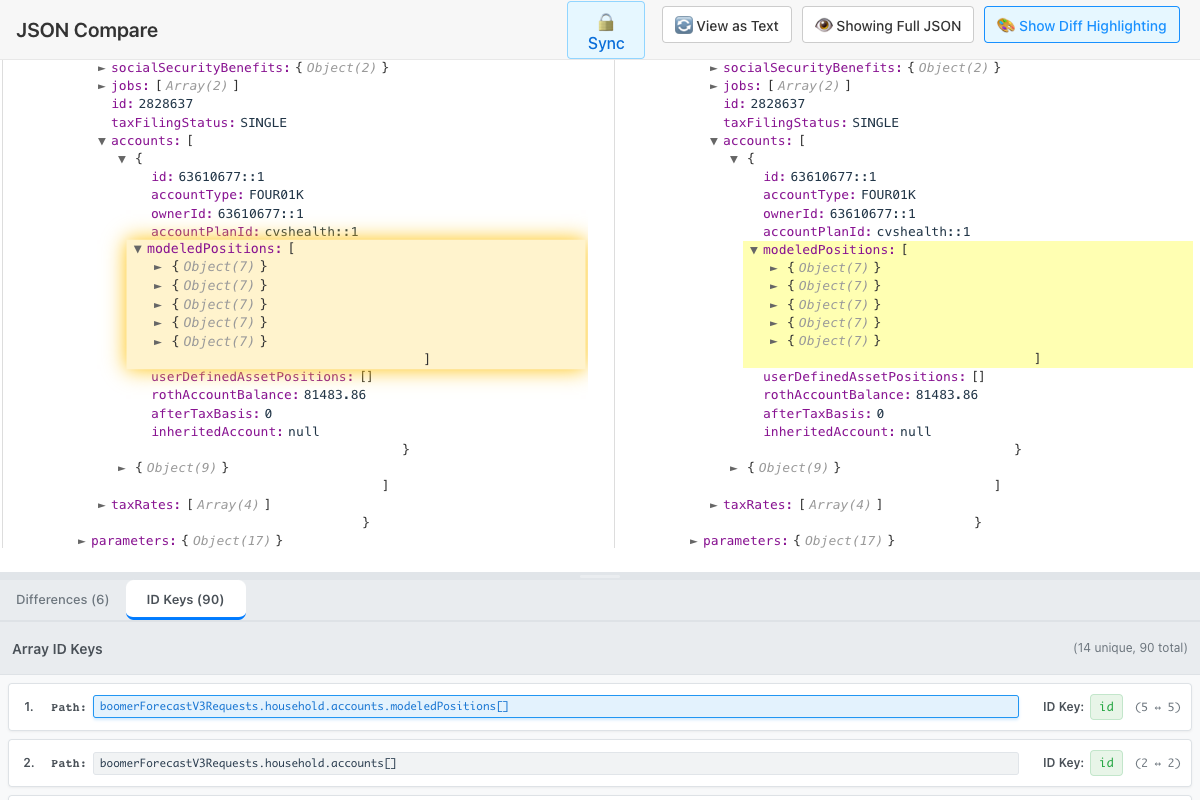 JSON Compare
🔒 Sync
🔄 View as Text
👁️ Showing Full JSON
🎨 Show Diff Highlighting
► socialSecurityBenefits: { Object(2) }
► jobs: [ Array(2) ]
id: 2828637
taxFilingStatus: SINGLE
▼ accounts: [
▼ {
id: 63610677::1
accountType: FOUR01K
ownerId: 63610677::1
accountPlanId: cvshealth::1
▼ modeledPositions: [
► { Object(7) }
► { Object(7) }
► { Object(7) }
► { Object(7) }
► { Object(7) }
]
userDefinedAssetPositions: []
rothAccountBalance: 81483.86
afterTaxBasis: 0
inheritedAccount: null
}
► { Object(9) }
]
► taxRates: [ Array(4) ]
}
► parameters: { Object(17) }
► socialSecurityBenefits: { Object(2) }
► jobs: [ Array(2) ]
id: 2828637
taxFilingStatus: SINGLE
▼ accounts: [
▼ {
id: 63610677::1
accountType: FOUR01K
ownerId: 63610677::1
accountPlanId: cvshealth::1
▼ modeledPositions: [
► { Object(7) }
► { Object(7) }
► { Object(7) }
► { Object(7) }
► { Object(7) }
]
userDefinedAssetPositions: []
rothAccountBalance: 81483.86
afterTaxBasis: 0
inheritedAccount: null
}
► { Object(9) }
]
► taxRates: [ Array(4) ]
}
► parameters: { Object(17) }
Differences (6)
ID Keys (90)
Array ID Keys
(14 unique, 90 total)
1. Path: boomerForecastV3Requests.household.accounts.modeledPositions[] ID Key: id (5 ↔ 5)
2. Path: boomerForecastV3Requests.household.accounts[] ID Key: id (2 ↔ 2)